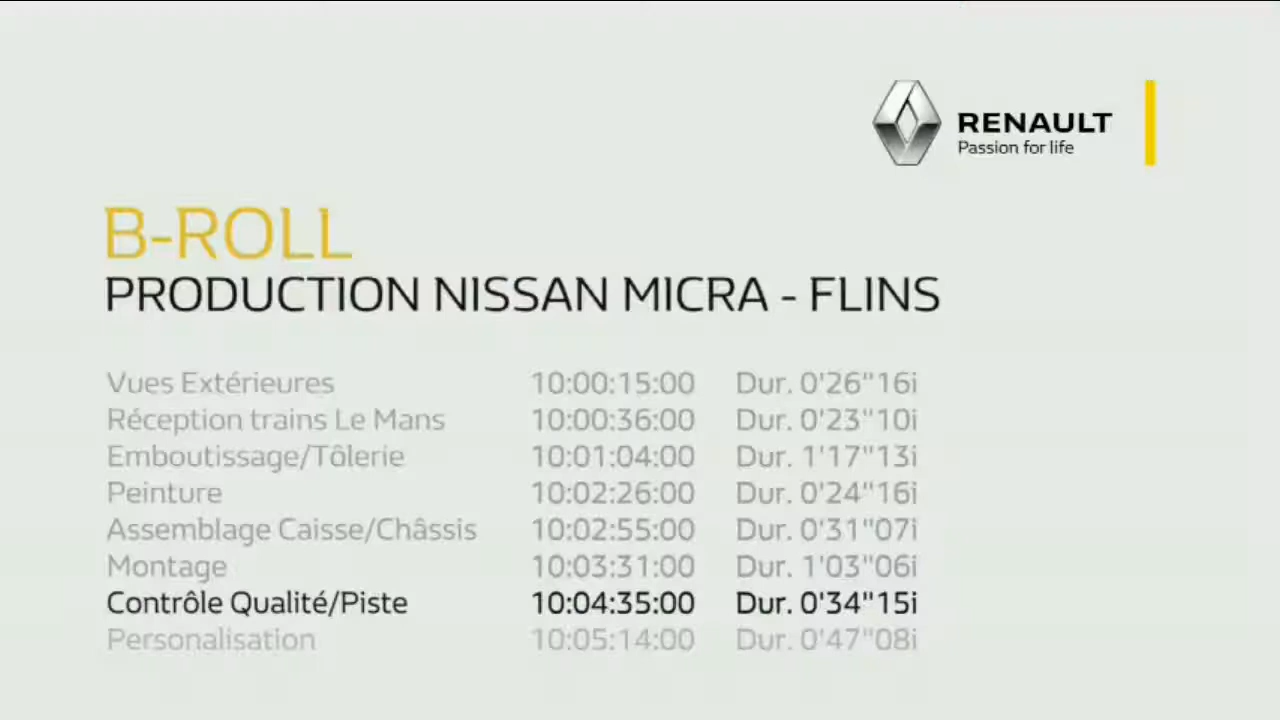 RENAULT
Passion for life
B-ROLL
PRODUCTION NISSAN MICRA - FLINS
Vues Extérieures 10:00:15:00 Dur. 0'26"16i
Réception trains Le Mans 10:00:36:00 Dur. 0'23"10i
Emboutissage/Tôlerie 10:01:04:00 Dur. 1'17"13i
Peinture 10:02:26:00 Dur. 0'24"16i
Assemblage Caisse/Châssis 10:02:55:00 Dur. 0'31"07i
Montage 10:03:31:00 Dur. 1'03"06i
Contrôle Qualité/Piste 10:04:35:00 Dur. 0'34"15i
Personalisation 10:05:14:00 Dur. 0'47"08i